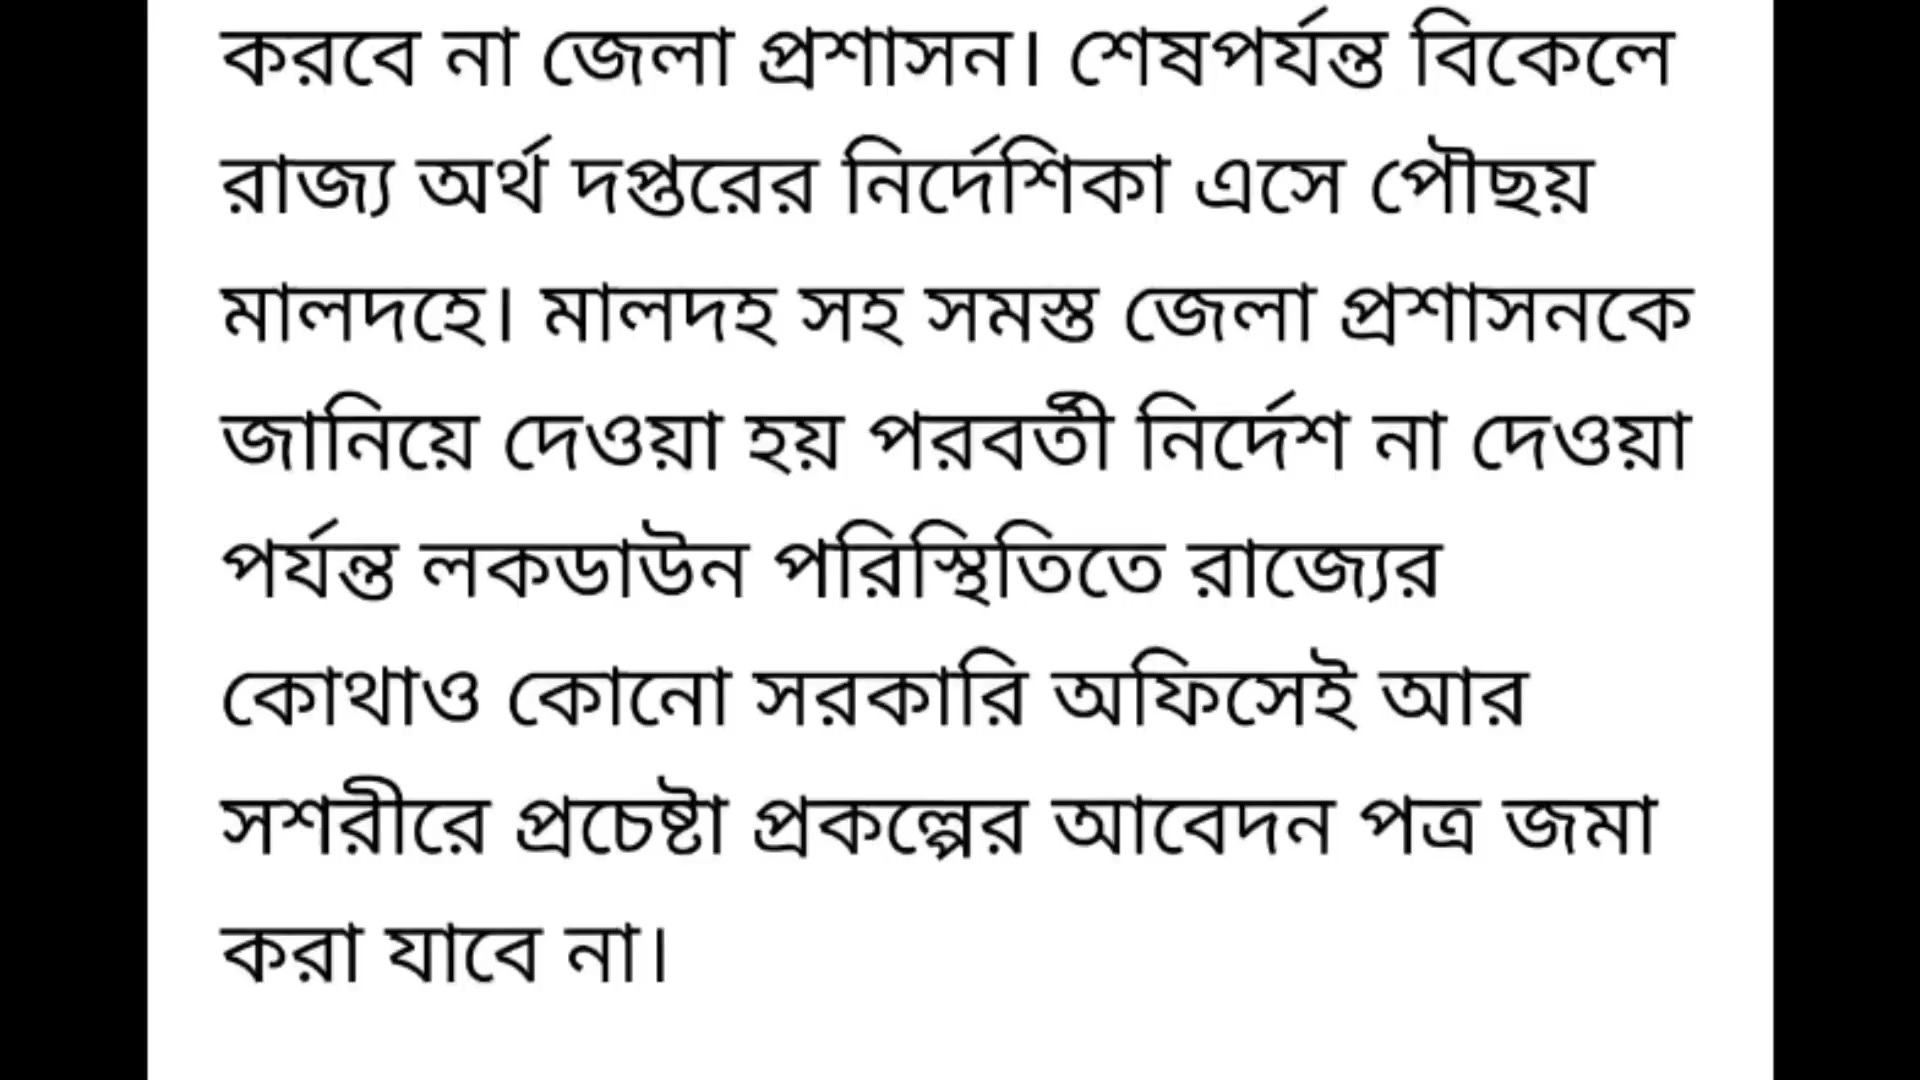 করবে না জেলা প্রশাসন। শেষপর্যন্ত বিকেলে
রাজ্য অর্থ দপ্তরের নির্দেশিকা এসে পৌছয়
মালদহে। মালদহ সহ সমস্ত জেলা প্রশাসনকে
জানিয়ে দেওয়া হয় পরবর্তী নির্দেশ না দেওয়া
পর্যন্ত লকডাউন পরিস্থিতিতে রাজ্যের
কোথাও কোনো সরকারি অফিসেই আর
সশরীরে প্রচেষ্টা প্রকল্পের আবেদন পত্র জমা
করা যাবে না।